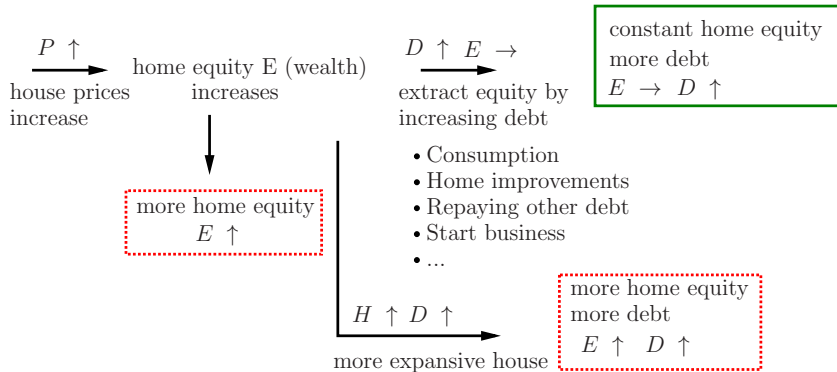 P ↑
house prices
increase
home equity E (wealth)
increases
more home equity
E ↑
D ↑ E →
extract equity by
increasing debt
• Consumption
• Home improvements
• Repaying other debt
• Start business
• ...
constant home equity
more debt
E → D ↑
H ↑ D ↑
more expansive house
more home equity
more debt
E ↑ D ↑